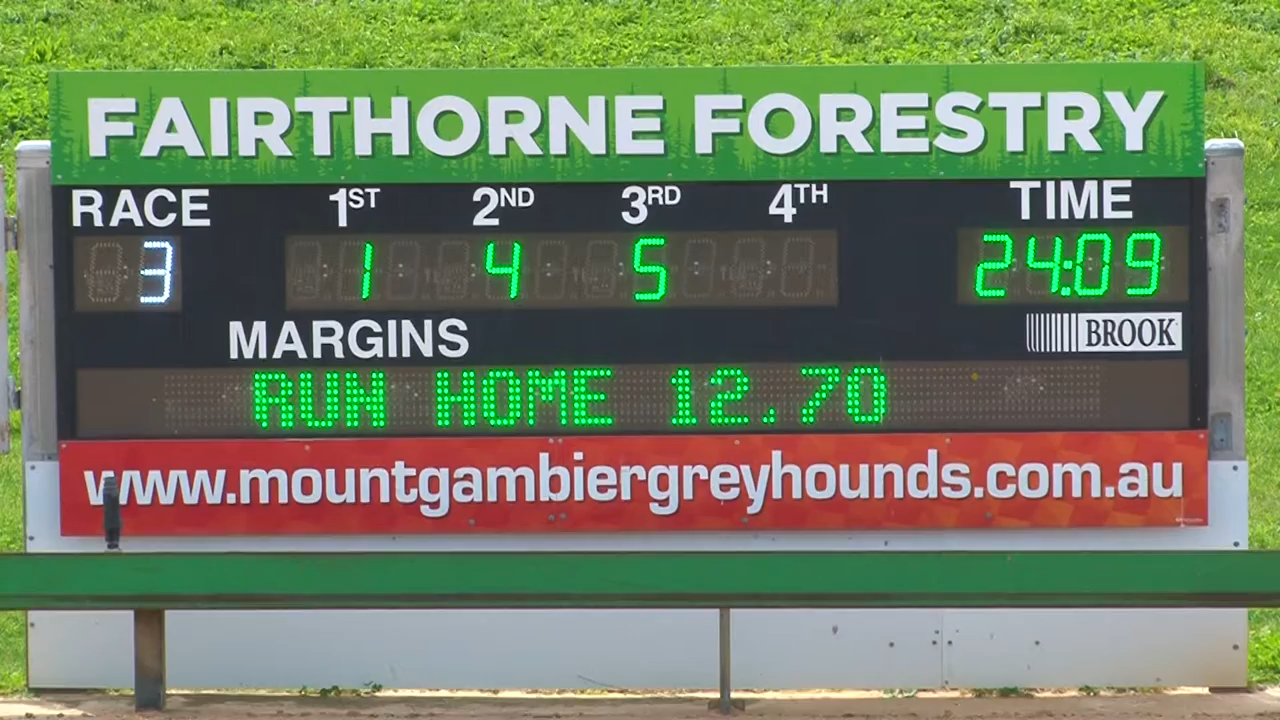 FAIRTHORNE FORESTRY
RACE 1ST 2ND 3RD 4TH TIME
3 1 4 5 24:09
MARGINS
BROOK
RUN HOME 12.70
www.mountgambiergreyhounds.com.au